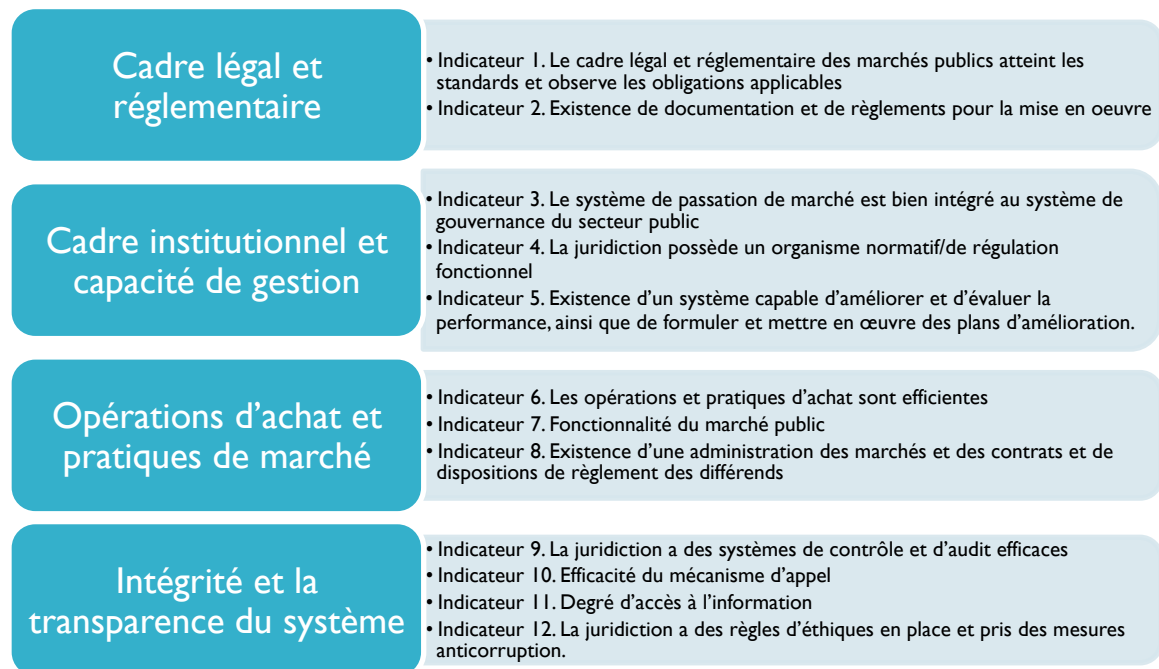 Cadre légal et
réglementaire
• Indicateur 1. Le cadre légal et réglementaire des marchés publics atteint les
standards et observe les obligations applicables
• Indicateur 2. Existence de documentation et de règlements pour la mise en oeuvre
Cadre institutionnel et
capacité de gestion
• Indicateur 3. Le système de passation de marché est bien intégré au système de
gouvernance du secteur public
• Indicateur 4. La juridiction possède un organisme normatif/de régulation
fonctionnel
• Indicateur 5. Existence d'un système capable d'améliorer et d'évaluer la
performance, ainsi que de formuler et mettre en œuvre des plans d'amélioration.
Opérations d'achat et
pratiques de marché
• Indicateur 6. Les opérations et pratiques d'achat sont efficientes
• Indicateur 7. Fonctionnalité du marché public
• Indicateur 8. Existence d'une administration des marchés et des contrats et de
dispositions de règlement des différends
Intégrité et la
transparence du système
• Indicateur 9. La juridiction a des systèmes de contrôle et d'audit efficaces
• Indicateur 10. Efficacité du mécanisme d'appel
• Indicateur 11. Degré d'accès à l'information
• Indicateur 12. La juridiction a des règles d'éthiques en place et pris des mesures
anticorruption.